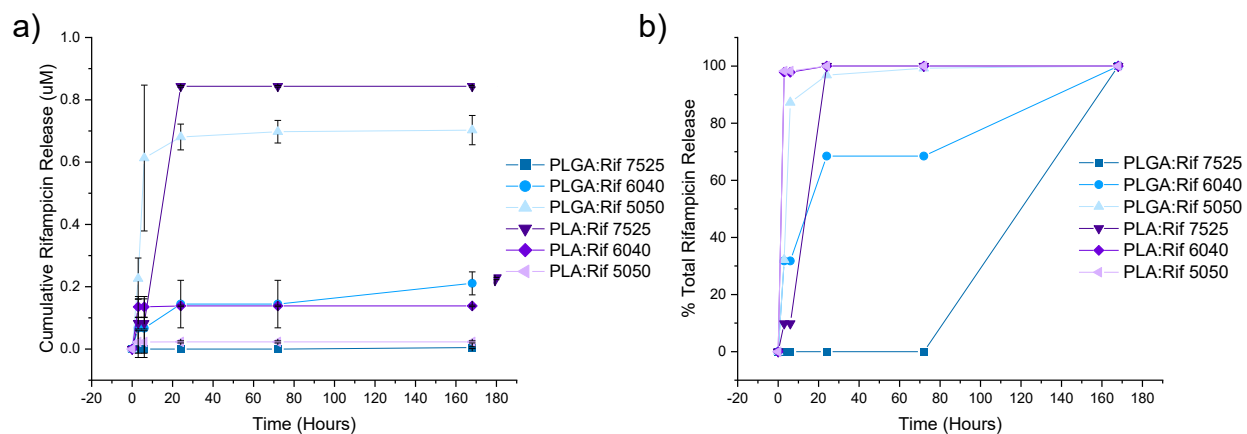 a)
Cumulative Rifampicin Release (uM)
1.0
0.8
0.6
0.4
0.2
0.0
-20 0 20 40 60 80 100 120 140 160 180
Time (Hours)
PLGA:Rif 7525
PLGA:Rif 6040
PLGA:Rif 5050
PLA:Rif 7525
PLA:Rif 6040
PLA:Rif 5050
b)
% Total Rifampicin Release
100
80
60
40
20
0
-20 0 20 40 60 80 100 120 140 160 180
Time (Hours)
PLGA:Rif 7525
PLGA:Rif 6040
PLGA:Rif 5050
PLA:Rif 7525
PLA:Rif 6040
PLA:Rif 5050